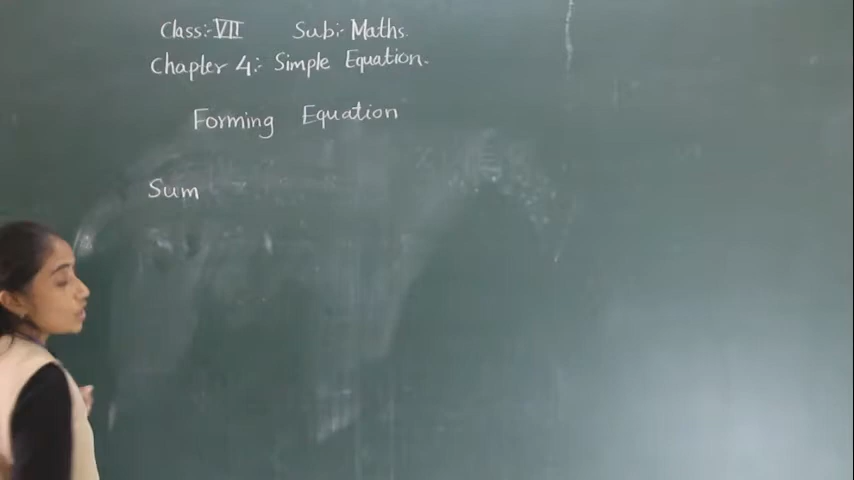 Class:- VII Sub:- Maths.
Chapter 4:- Simple Equation.
Forming Equation
Sum